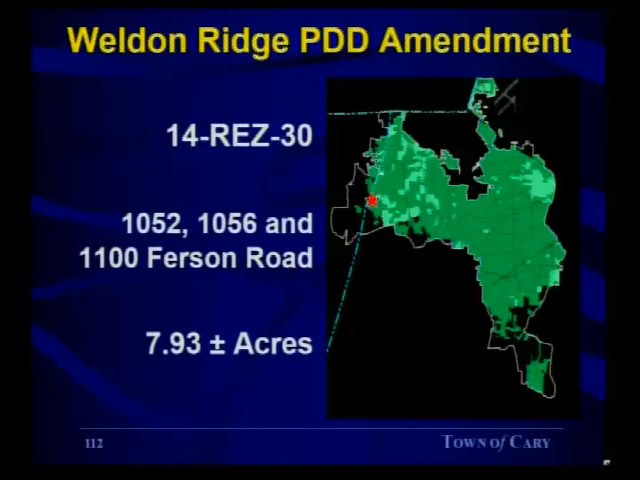 Weldon Ridge PDD Amendment
14-REZ-30
1052, 1056 and
1100 Ferson Road
7.93 ± Acres
112
TOWN of CARY